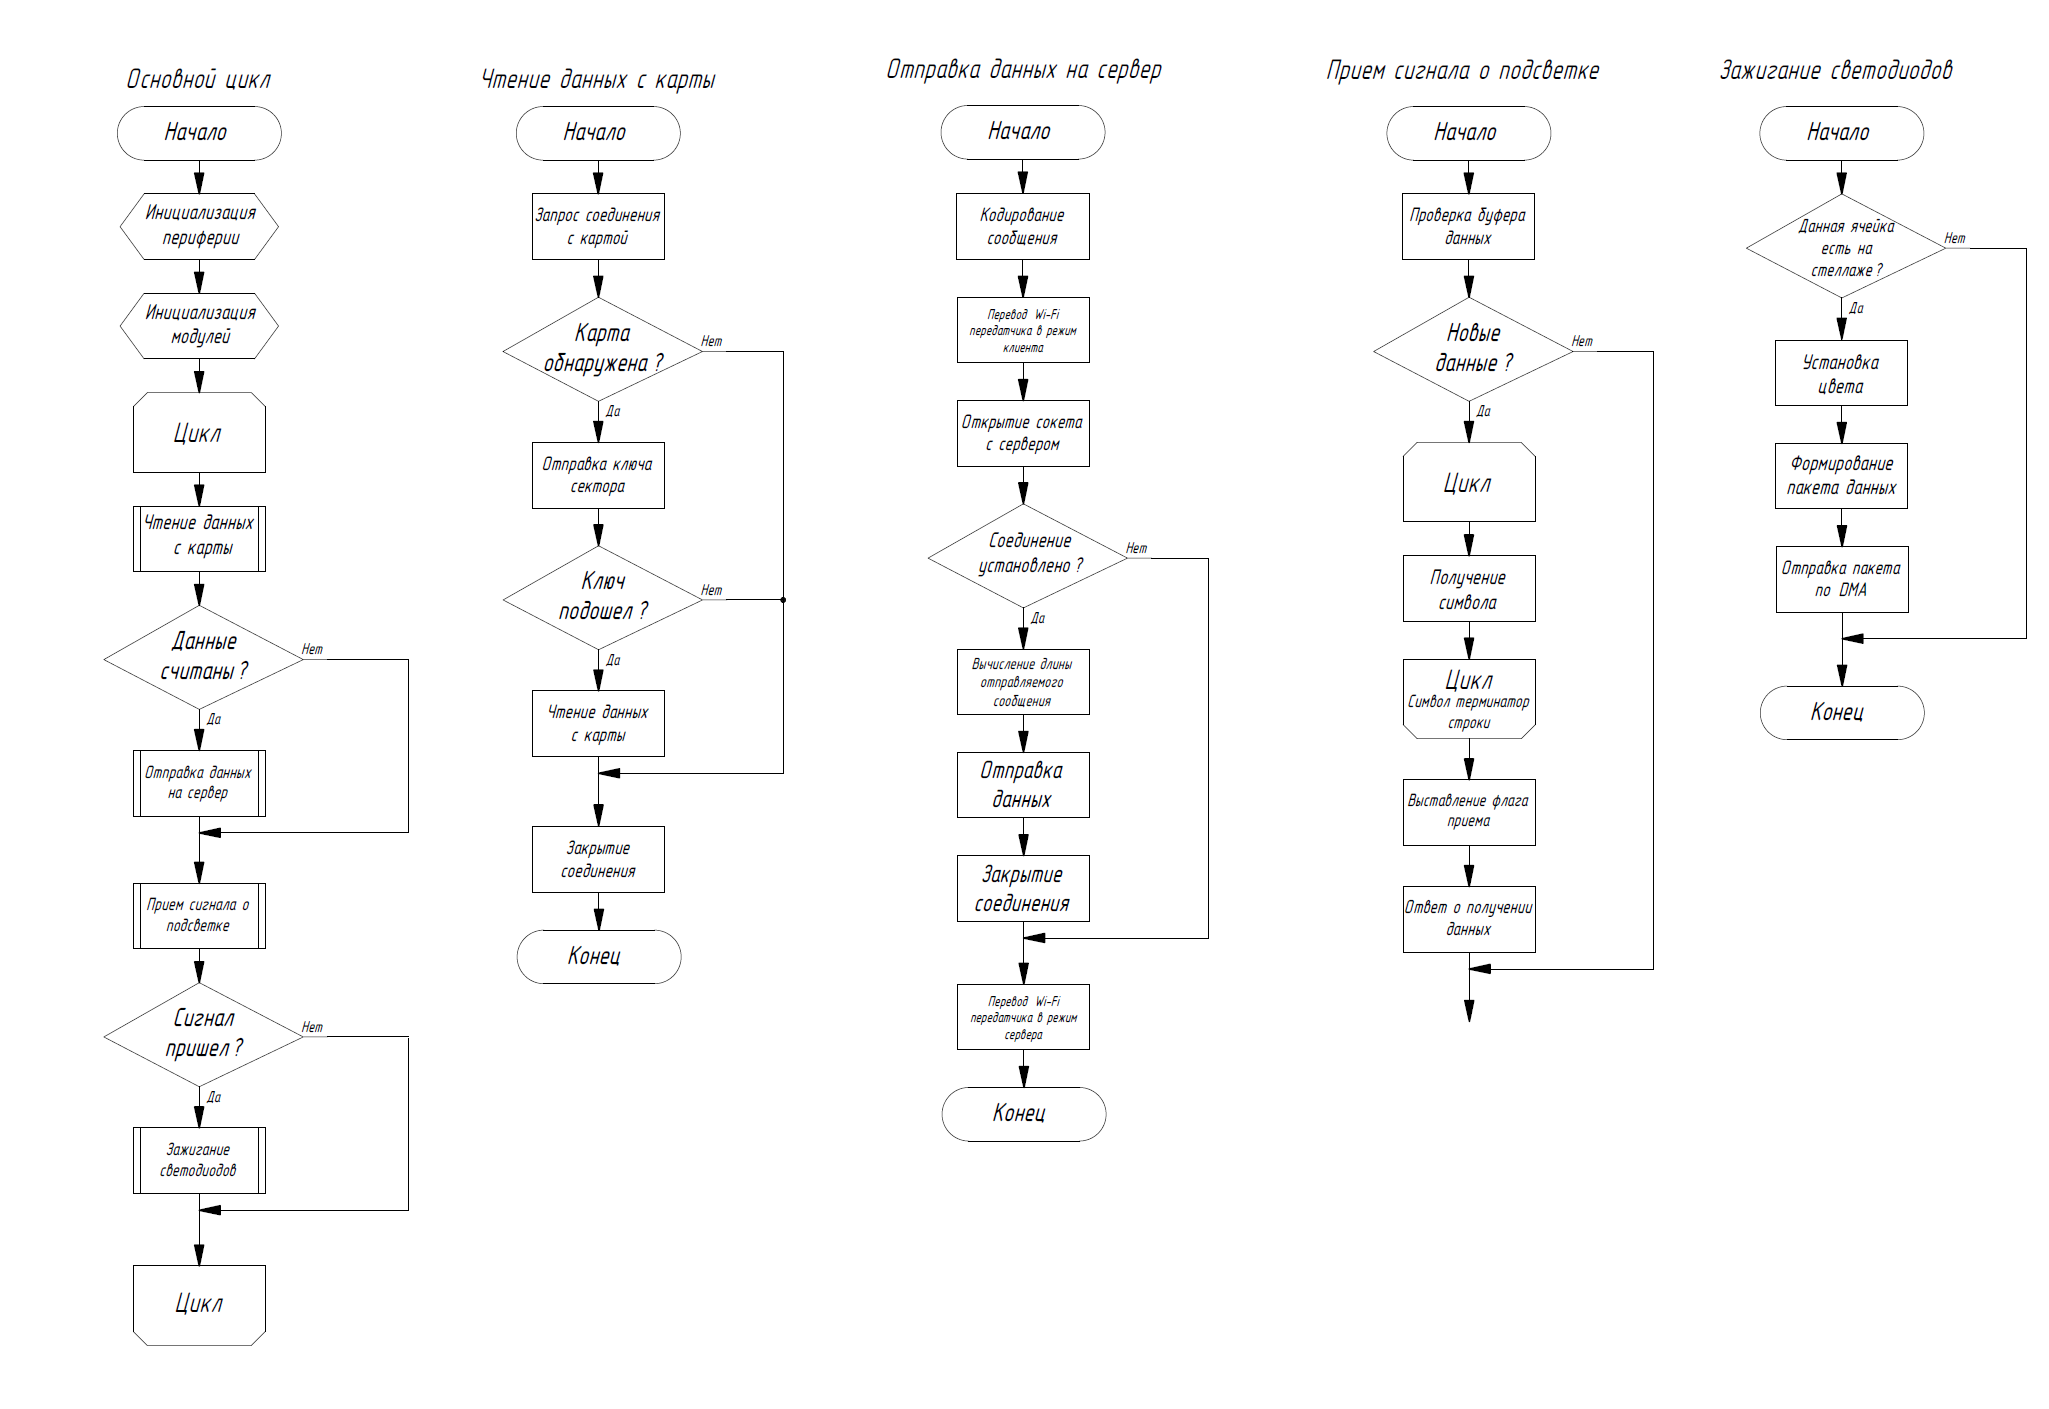 Основной цикл
Начало
Инициализация
периферии
Инициализация
модулей
Цикл
Чтение данных
с карты
Данные
считаны ?
Нет
Да
Отправка данных
на сервер
Прием сигнала о
подсветке
Сигнал
пришел ?
Нет
Да
Зажигание
светодиодов
Цикл
Чтение данных с карты
Начало
Запрос соединения
с картой
Карта
обнаружена ?
Нет
Да
Отправка ключа
сектора
Ключ
подошел ?
Нет
Да
Чтение данных
с карты
Закрытие
соединения
Конец
Отправка данных на сервер
Начало
Кодирование
сообщения
Перевод Wi-Fi
передатчика в режим
клиента
Открытие сокета
с сервером
Соединение
установлено ?
Нет
Да
Вычисление длины
отправляемого
сообщения
Отправка
данных
Закрытие
соединения
Перевод Wi-Fi
передатчика в режим
сервера
Конец
Прием сигнала о подсветке
Начало
Проверка буфера
данных
Новые
данные ?
Нет
Да
Цикл
Получение
символа
Цикл
Символ терминатор
строки
Выставление флага
приема
Ответ о получении
данных
Зажигание светодиодов
Начало
Данная ячейка
есть на
стеллаже ?
Нет
Да
Установка
цвета
Формирование
пакета данных
Отправка пакета
по DMA
Конец